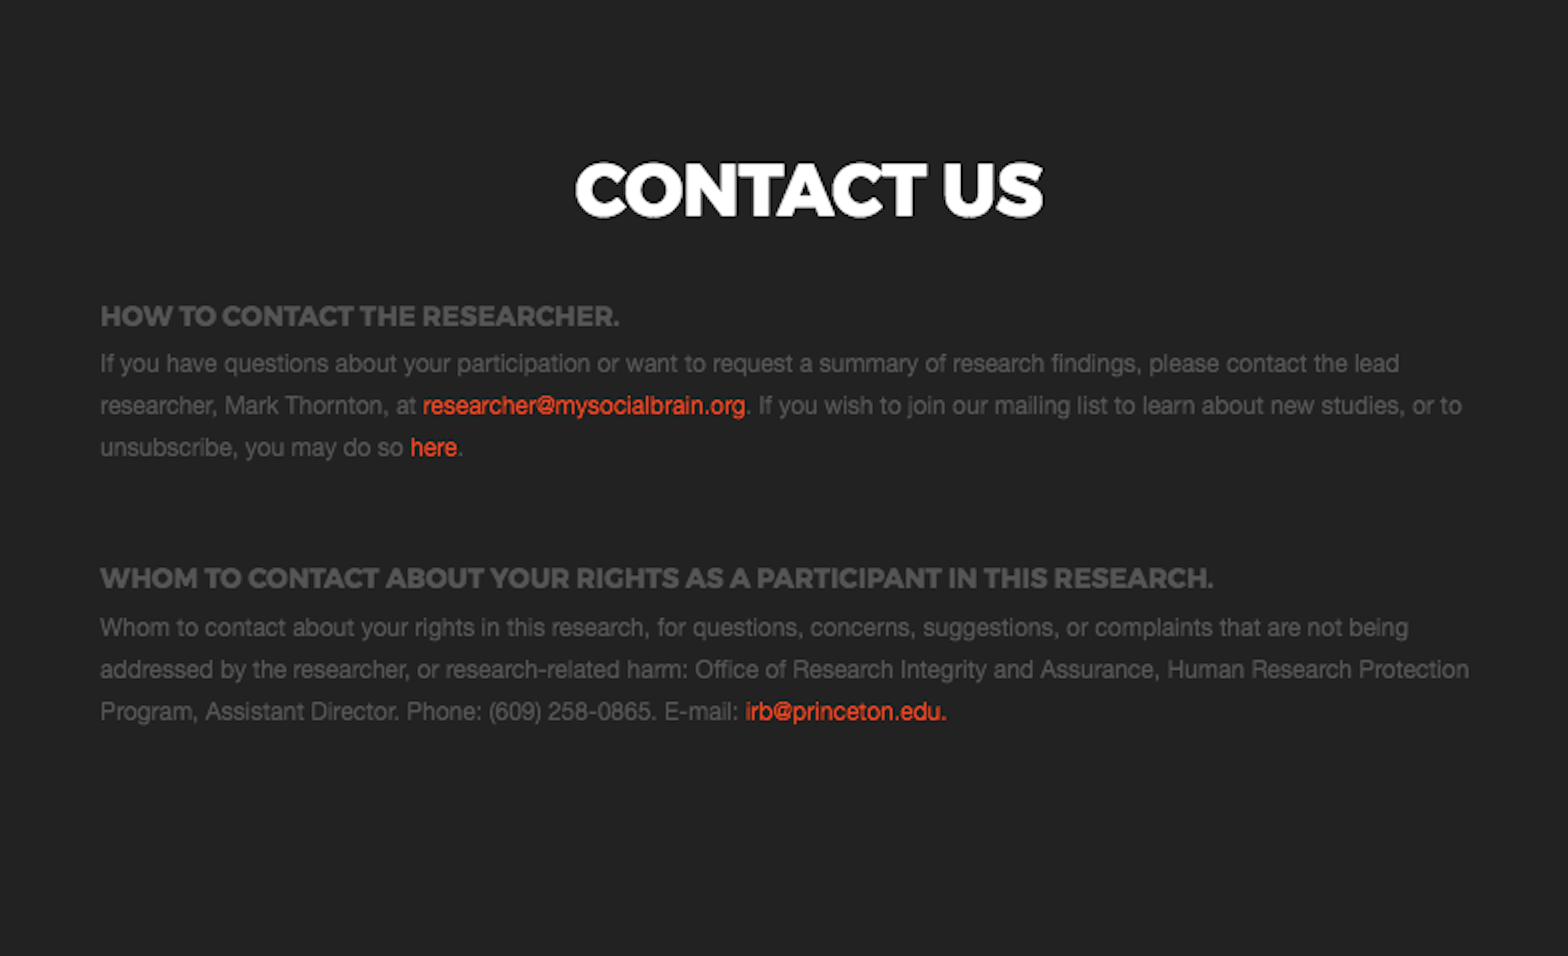 CONTACT US
HOW TO CONTACT THE RESEARCHER.
If you have questions about your participation or want to request a summary of research findings, please contact the lead
researcher, Mark Thornton, at researcher@mysocialbrain.org. If you wish to join our mailing list to learn about new studies, or to
unsubscribe, you may do so here.
WHOM TO CONTACT ABOUT YOUR RIGHTS AS A PARTICIPANT IN THIS RESEARCH.
Whom to contact about your rights in this research, for questions, concerns, suggestions, or complaints that are not being
addressed by the researcher, or research-related harm: Office of Research Integrity and Assurance, Human Research Protection
Program, Assistant Director. Phone: (609) 258-0865. E-mail: irb@princeton.edu.